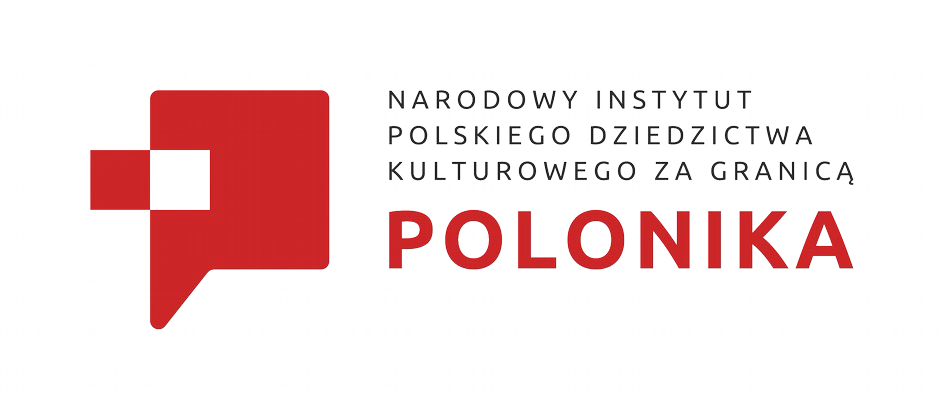 NARODOWY INSTYTUT
POLSKIEGO DZIEDZICTWA
KULTUROWEGO ZA GRANICĄ
POLONIKA